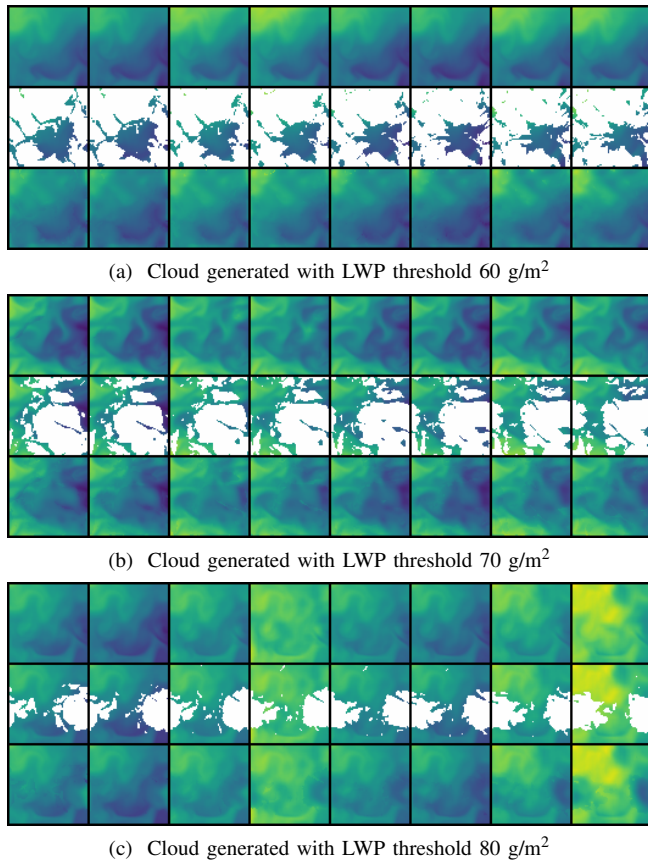 (a) Cloud generated with LWP threshold 60 g/m²
(b) Cloud generated with LWP threshold 70 g/m²
(c) Cloud generated with LWP threshold 80 g/m²